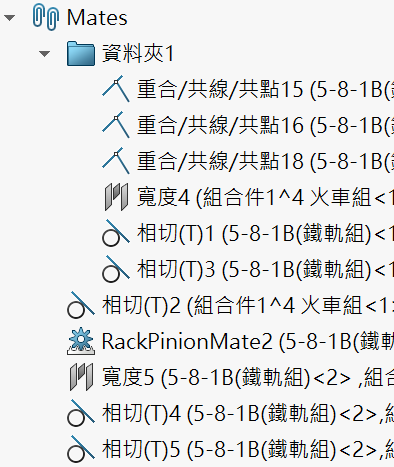 Mates
資料夾1
重合/共線/共點15 (5-8-1B(
重合/共線/共點16 (5-8-1B(
重合/共線/共點18 (5-8-1B(
寬度4 (組合件1^4 火車組<1
相切(T)1 (5-8-1B(鐵軌組)<1
相切(T)3 (5-8-1B(鐵軌組)<1
相切(T)2 (組合件1^4 火車組<1>
RackPinionMate2 (5-8-1B(鐵軌
寬度5 (5-8-1B(鐵軌組)<2> ,組合
相切(T)4 (5-8-1B(鐵軌組)<2>,
相切(T)5 (5-8-1B(鐵軌組)<2>,